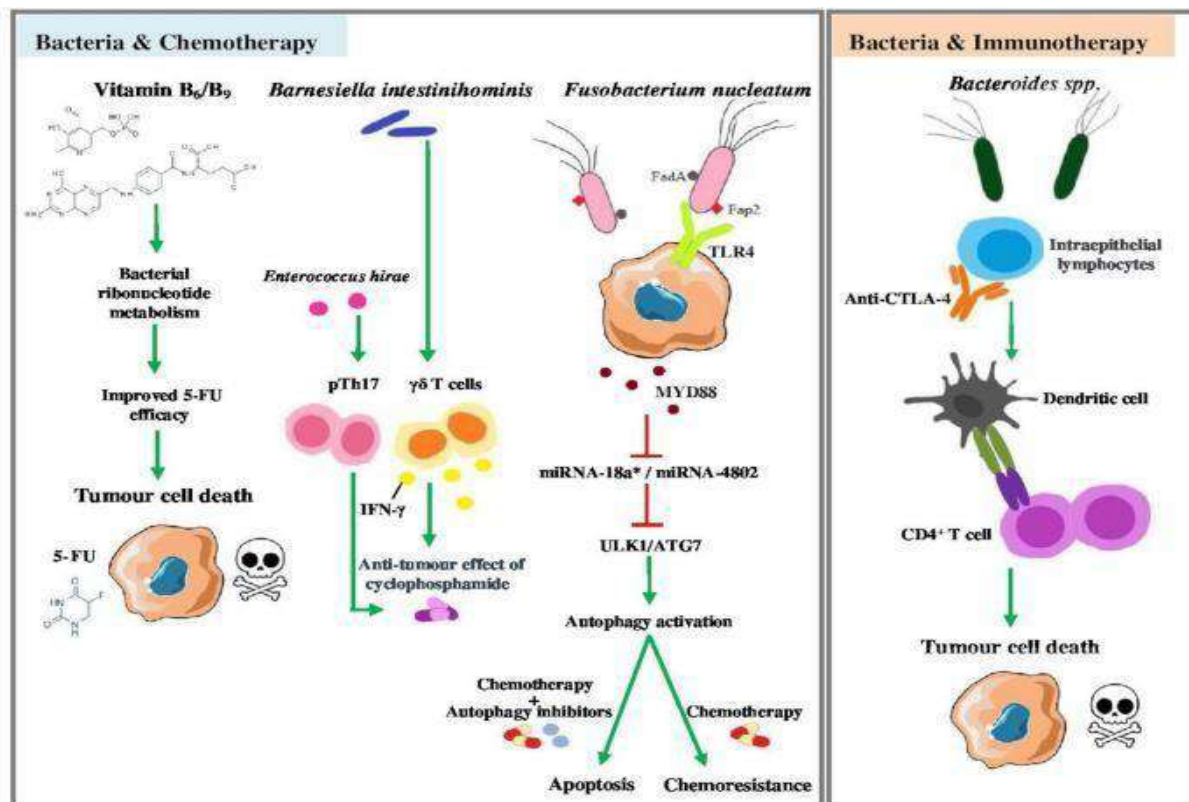 Bacteria & Chemotherapy
Vitamin B₆/B₉
Bacterial
ribonucleotide
metabolism
Improved 5-FU
efficacy
Tumour cell death
5-FU
Barnesiella intestinihominis
Enterococcus hirae
pTh17
γδ T cells
IFN-γ
Anti-tumour effect of
cyclophosphamide
Fusobacterium nucleatum
FadA
Fap2
TLR4
MYD88
miRNA-18a* / miRNA-4802
ULK1/ATG7
Autophagy activation
Chemotherapy
+
Autophagy inhibitors
Chemotherapy
Apoptosis
Chemoresistance
Bacteria & Immunotherapy
Bacteroides spp.
Intraepithelial
lymphocytes
Anti-CTLA-4
Dendritic cell
CD4⁺ T cell
Tumour cell death